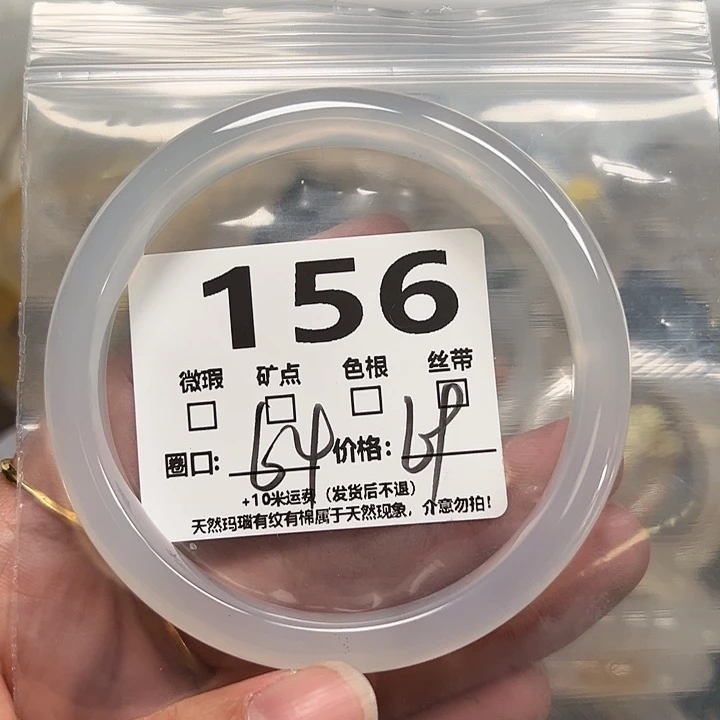 156
微瑕 矿点 色根 丝带
圈口: 64 价格: 69
+10米运费（发货后不退）
天然玛瑙有纹有棉属于天然现象，介意勿拍！